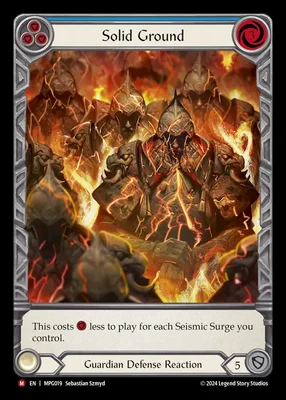 Solid Ground
This costs less to play for each Seismic Surge you
control.
Guardian Defense Reaction
5
M EN | MPG019 Sebastian Szmyd
© 2024 Legend Story Studios